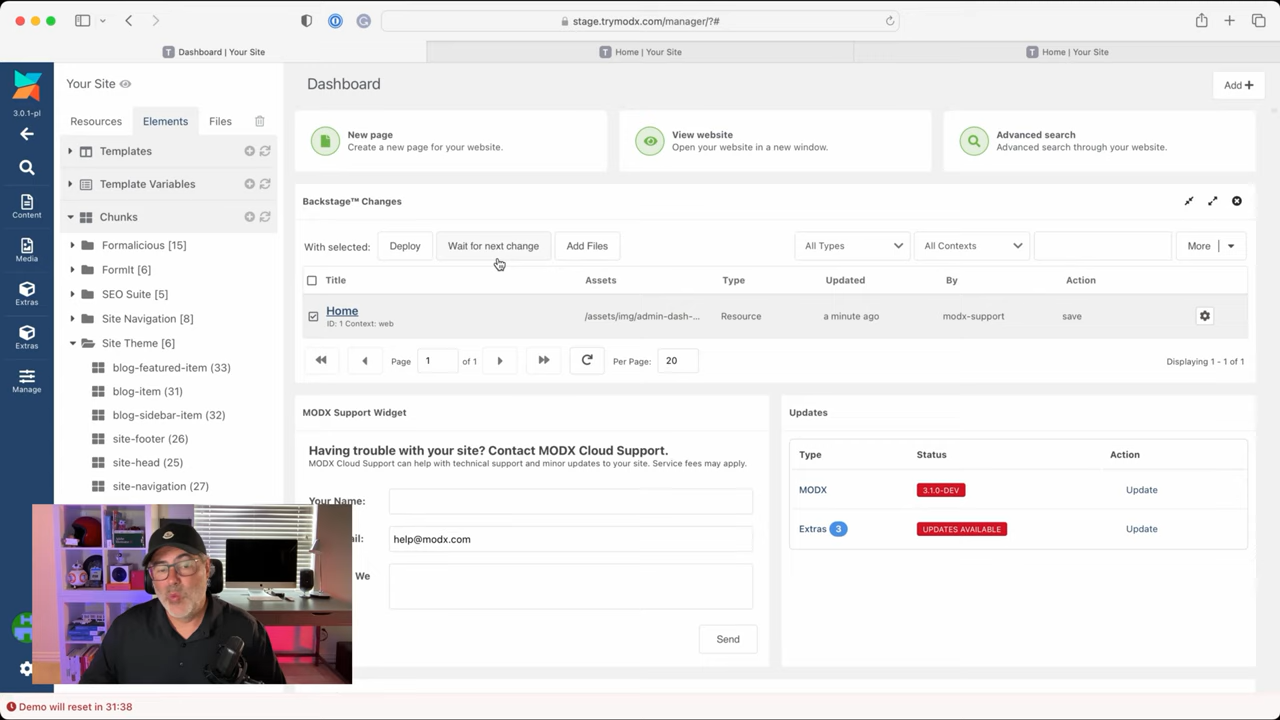 stage.trymodx.com/manager/?#
Dashboard | Your Site
Home | Your Site
Home | Your Site
3.0.1-pl
Content
Media
Extras
Extras
Manage
Your Site
Resources
Elements
Files
Templates
Template Variables
Chunks
Formalicious [15]
FormIt [6]
SEO Suite [5]
Site Navigation [8]
Site Theme [6]
blog-featured-item (33)
blog-item (31)
blog-sidebar-item (32)
site-footer (26)
site-head (25)
site-navigation (27)
Dashboard
Add
New page
Create a new page for your website.
View website
Open your website in a new window.
Advanced search
Advanced search through your website.
Backstage™ Changes
With selected:
Deploy
Wait for next change
Add Files
All Types
All Contexts
More
Title
Assets
Type
Updated
By
Action
Home
ID: 1 Context: web
/assets/img/admin-dash-...
Resource
a minute ago
modx-support
save
Page
1
of 1
Per Page:
20
Displaying 1 - 1 of 1
MODX Support Widget
Having trouble with your site? Contact MODX Cloud Support.
MODX Cloud Support can help with technical support and minor updates to your site. Service fees may apply.
Your Name:
help@modx.com
We
Send
Updates
Type
Status
Action
MODX
3.1.0-DEV
Update
Extras
3
UPDATES AVAILABLE
Update
Demo will reset in 31:38